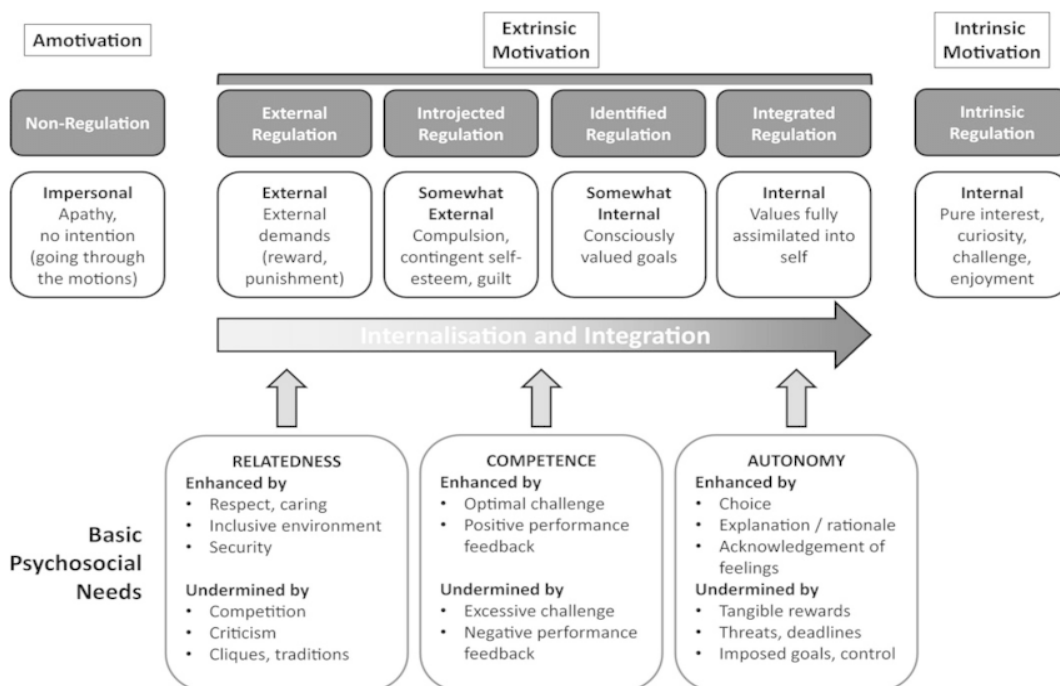 Amotivation
Extrinsic
Motivation
Intrinsic
Motivation
Non-Regulation
External
Regulation
Introjected
Regulation
Identified
Regulation
Integrated
Regulation
Intrinsic
Regulation
Impersonal
Apathy,
no intention
(going through
the motions)
External
External
demands
(reward,
punishment)
Somewhat
External
Compulsion,
contingent self-
esteem, guilt
Somewhat
Internal
Consciously
valued goals
Internal
Values fully
assimilated into
self
Internal
Pure interest,
curiosity,
challenge,
enjoyment
Internalisation and Integration
Basic
Psychosocial
Needs
RELATEDNESS
Enhanced by
• Respect, caring
• Inclusive environment
• Security
Undermined by
• Competition
• Criticism
• Cliques, traditions
COMPETENCE
Enhanced by
• Optimal challenge
• Positive performance
feedback
Undermined by
• Excessive challenge
• Negative performance
feedback
AUTONOMY
Enhanced by
• Choice
• Explanation / rationale
• Acknowledgement of
feelings
Undermined by
• Tangible rewards
• Threats, deadlines
• Imposed goals, control